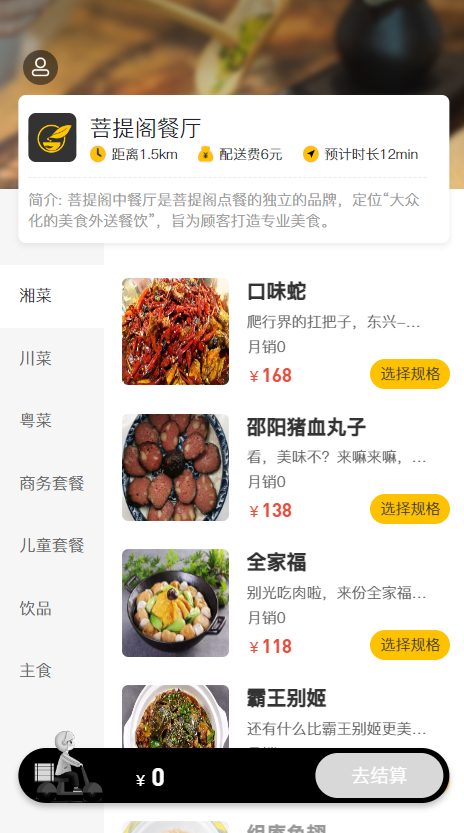 菩提阁餐厅
距离1.5km 配送费6元 预计时长12min
简介: 菩提阁中餐厅是菩提阁点餐的独立的品牌，定位“大众
化的美食外送餐饮”，旨为顾客打造专业美食。
湘菜
川菜
粤菜
商务套餐
儿童套餐
饮品
主食
口味蛇
爬行界的扛把子，东兴-...
月销0
￥168
选择规格
邵阳猪血丸子
看，美味不？来嘛来嘛，...
月销0
￥138
选择规格
全家福
别光吃肉啦，来份全家福...
月销0
￥118
选择规格
霸王别姬
还有什么比霸王别姬更美...
￥ 0
去结算